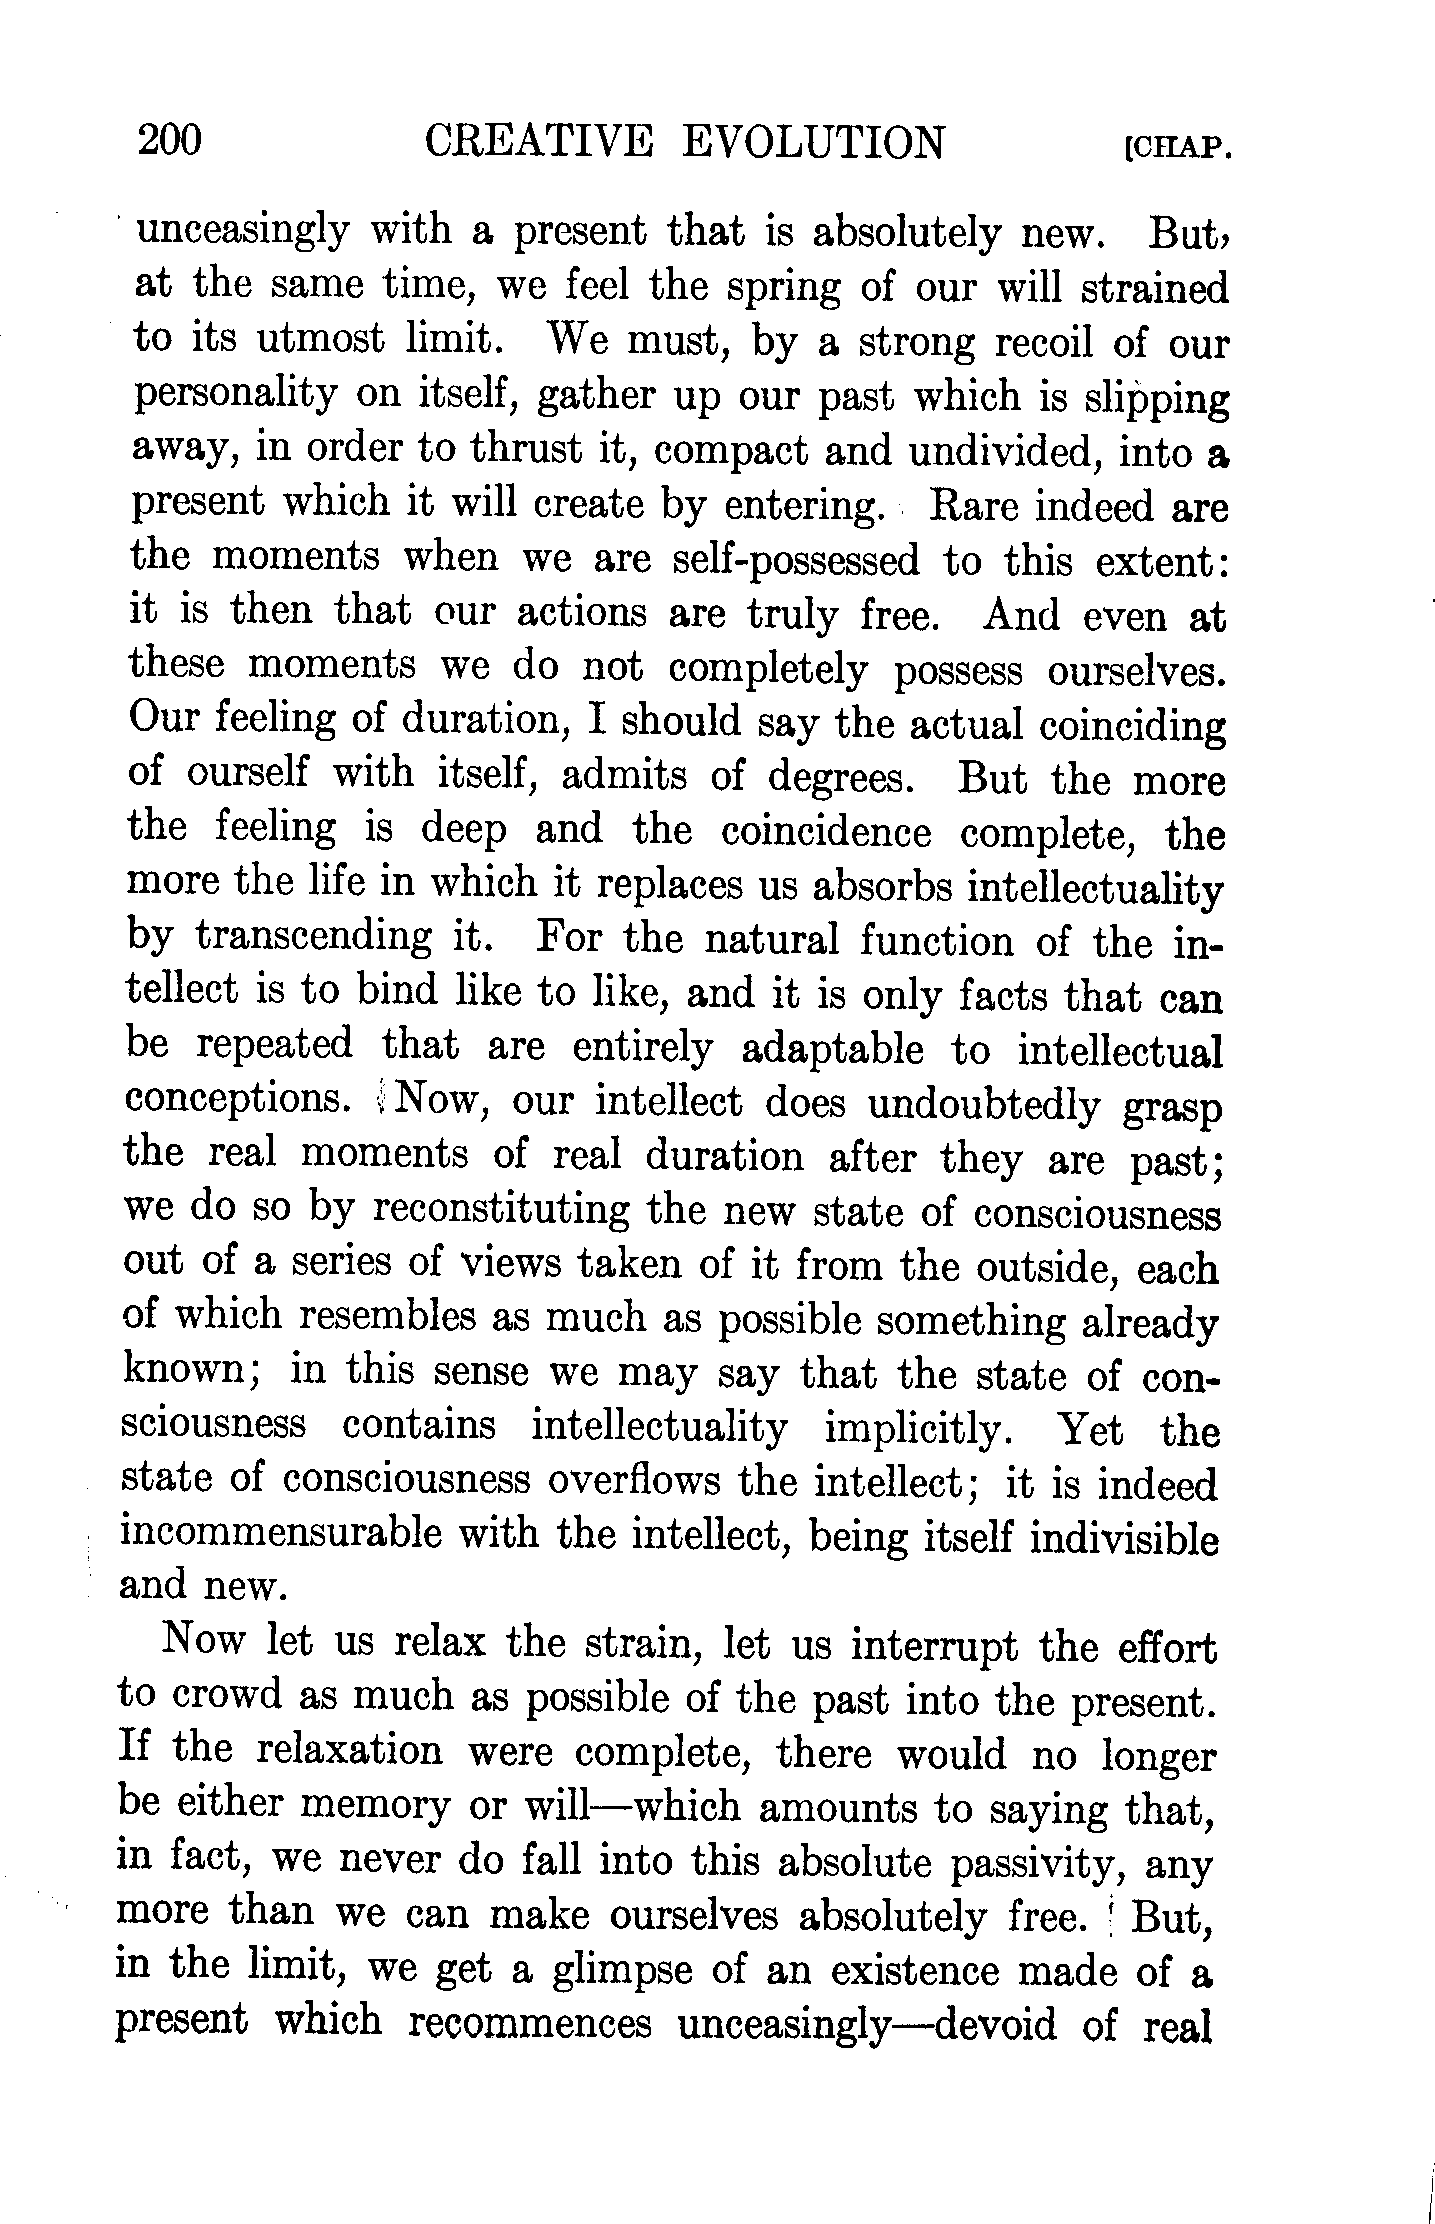 200 CREATIVE EVOLUTION [CHAP.
unceasingly with a present that is absolutely new. But,
at the same time, we feel the spring of our will strained
to its utmost limit. We must, by a strong recoil of our
personality on itself, gather up our past which is slipping
away, in order to thrust it, compact and undivided, into a
present which it will create by entering. Rare indeed are
the moments when we are self-possessed to this extent:
it is then that our actions are truly free. And even at
these moments we do not completely possess ourselves.
Our feeling of duration, I should say the actual coinciding
of ourself with itself, admits of degrees. But the more
the feeling is deep and the coincidence complete, the
more the life in which it replaces us absorbs intellectuality
by transcending it. For the natural function of the in-
tellect is to bind like to like, and it is only facts that can
be repeated that are entirely adaptable to intellectual
conceptions. Now, our intellect does undoubtedly grasp
the real moments of real duration after they are past;
we do so by reconstituting the new state of consciousness
out of a series of views taken of it from the outside, each
of which resembles as much as possible something already
known; in this sense we may say that the state of con-
sciousness contains intellectuality implicitly. Yet the
state of consciousness overflows the intellect; it is indeed
incommensurable with the intellect, being itself indivisible
and new.
Now let us relax the strain, let us interrupt the effort
to crowd as much as possible of the past into the present.
If the relaxation were complete, there would no longer
be either memory or will—which amounts to saying that,
in fact, we never do fall into this absolute passivity, any
more than we can make ourselves absolutely free. But,
in the limit, we get a glimpse of an existence made of a
present which recommences unceasingly—devoid of real